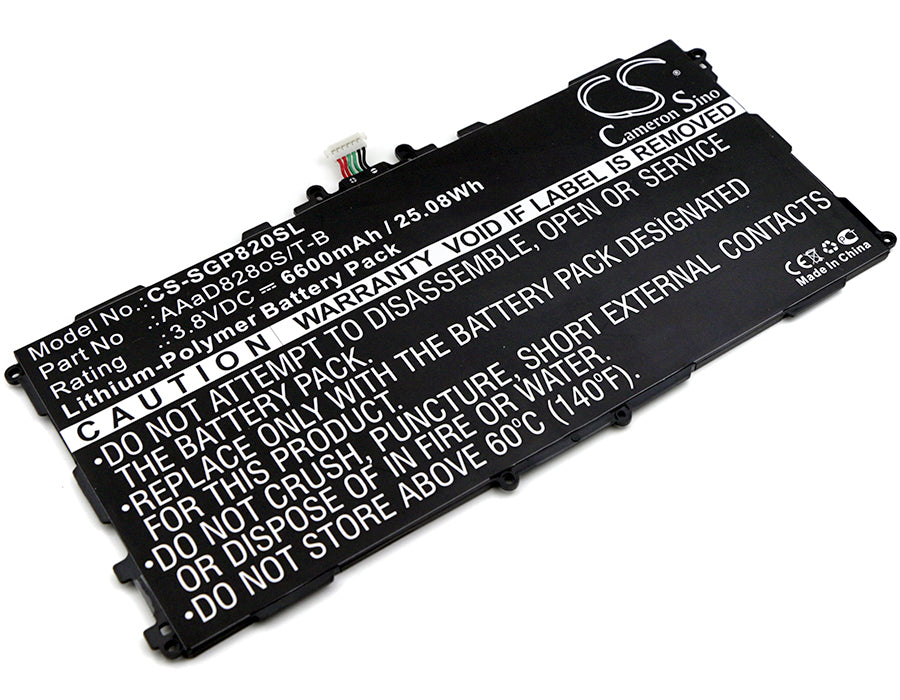 CS
Cameron Sino
Model No.:CS-SGP820SL
Part No :AAaD828oS/T-B
Rating :3.8VDC ⎓ 6600mAh / 25.08Wh
Lithium-Polymer Battery Pack
CAUTION WARRANTY VOID IF LABEL IS REMOVED
•DO NOT ATTEMPT TO DISASSEMBLE, OPEN OR SERVICE
THE BATTERY PACK.
•REPLACE ONLY WITH THE BATTERY PACK DESIGNATED
FOR THIS PRODUCT.
•DO NOT CRUSH, PUNCTURE, SHORT EXTERNAL CONTACTS,
OR DISPOSE OF IN FIRE OR WATER.
•DO NOT STORE ABOVE 60°C (140°F)
CE
Made in China